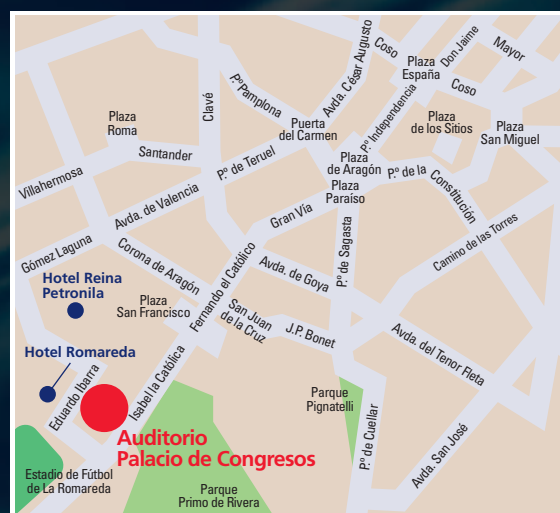 Coso
Don Jaime
Mayor
Avda. César Augusto
Plaza
España
Coso
Pº Pamplona
Clavé
Pº Independencia
Plaza
de los Sitios
Plaza
San Miguel
Plaza
Roma
Puerta
del Carmen
Santander
Villahermosa
Pº de Teruel
Plaza
de Aragón
Pº de la
Constitución
Plaza
Paraíso
Avda. de Valencia
Gran Vía
Camino de las Torres
Gómez Laguna
Corona de Aragón
Fernando el Católico
Avda. de Goya
Pº de Sagasta
Hotel Reina
Petronila
Plaza
San Francisco
San Juan
de la Cruz
J.P. Bonet
Avda. del Tenor Fleta
Hotel Romareda
Eduardo Ibarra
Isabel la Católica
Parque
Pignatelli
Pº de Cuellar
Avda. San José
Auditorio
Palacio de Congresos
Estadio de Fútbol
de La Romareda
Parque
Primo de Rivera